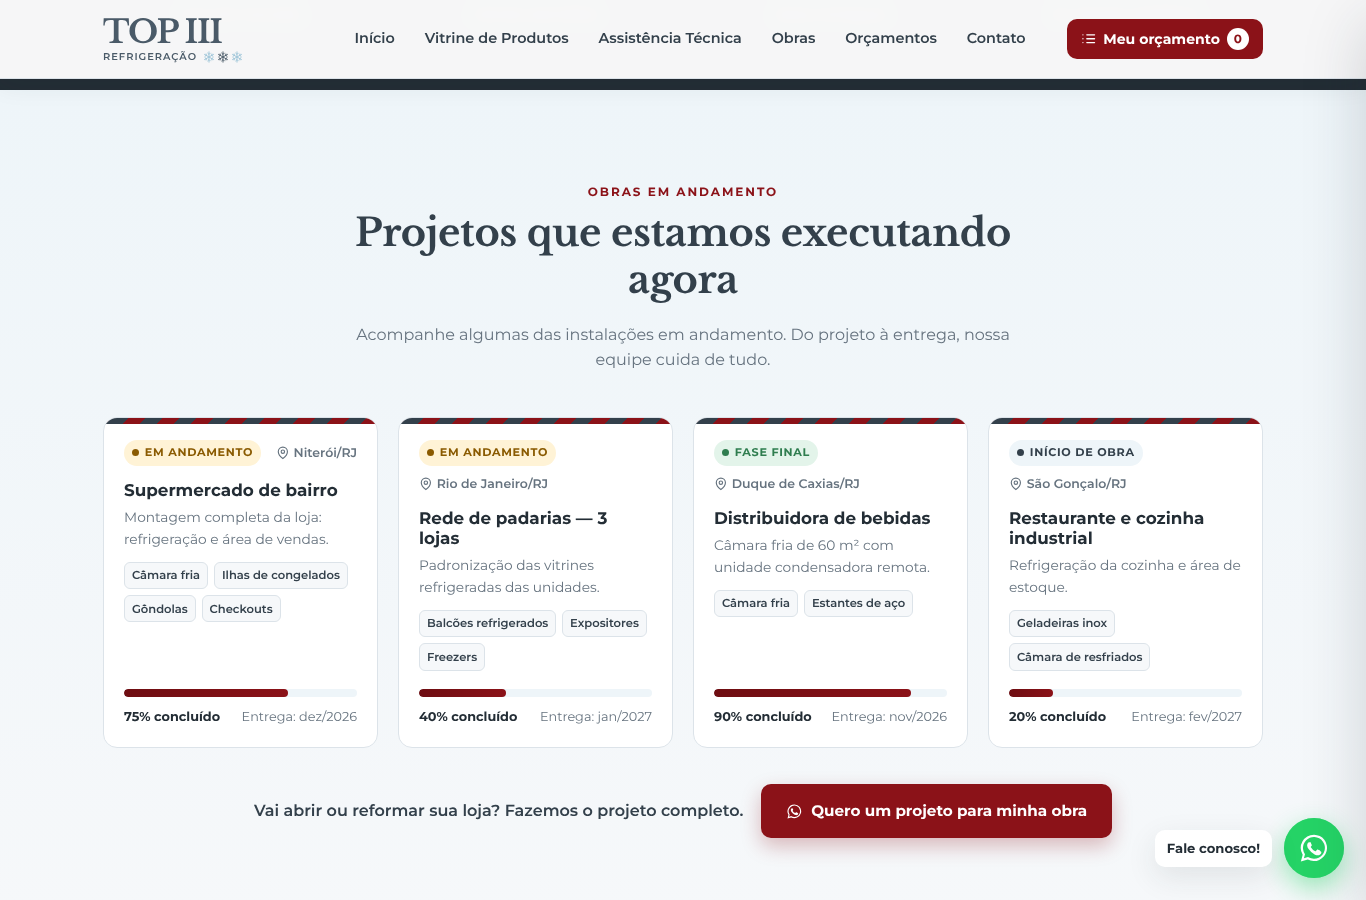 TOP III
REFRIGERAÇÃO
Início
Vitrine de Produtos
Assistência Técnica
Obras
Orçamentos
Contato
Meu orçamento 0
OBRAS EM ANDAMENTO
Projetos que estamos executando
agora
Acompanhe algumas das instalações em andamento. Do projeto à entrega, nossa
equipe cuida de tudo.
EM ANDAMENTO
Niterói/RJ
Supermercado de bairro
Montagem completa da loja:
refrigeração e área de vendas.
Câmara fria
Ilhas de congelados
Gôndolas
Checkouts
75% concluído
Entrega: dez/2026
EM ANDAMENTO
Rio de Janeiro/RJ
Rede de padarias — 3
lojas
Padronização das vitrines
refrigeradas das unidades.
Balcões refrigerados
Expositores
Freezers
40% concluído
Entrega: jan/2027
FASE FINAL
Duque de Caxias/RJ
Distribuidora de bebidas
Câmara fria de 60 m² com
unidade condensadora remota.
Câmara fria
Estantes de aço
90% concluído
Entrega: nov/2026
INÍCIO DE OBRA
São Gonçalo/RJ
Restaurante e cozinha
industrial
Refrigeração da cozinha e área de
estoque.
Geladeiras inox
Câmara de resfriados
20% concluído
Entrega: fev/2027
Vai abrir ou reformar sua loja? Fazemos o projeto completo.
Quero um projeto para minha obra
Fale conosco!